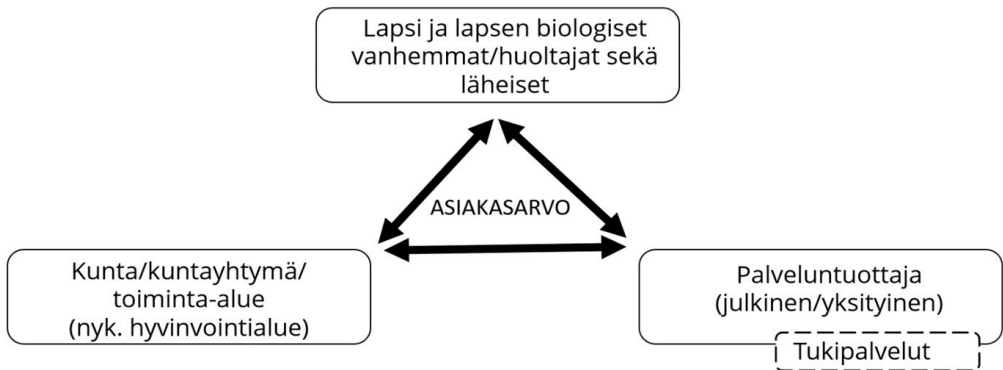 Lapsi ja lapsen biologiset
vanhemmat/huoltajat sekä
läheiset
ASIAKASARVO
Kunta/kuntayhtymä/
toiminta-alue
(nyk. hyvinvointialue)
Palveluntuottaja
(julkinen/yksityinen)
Tukipalvelut